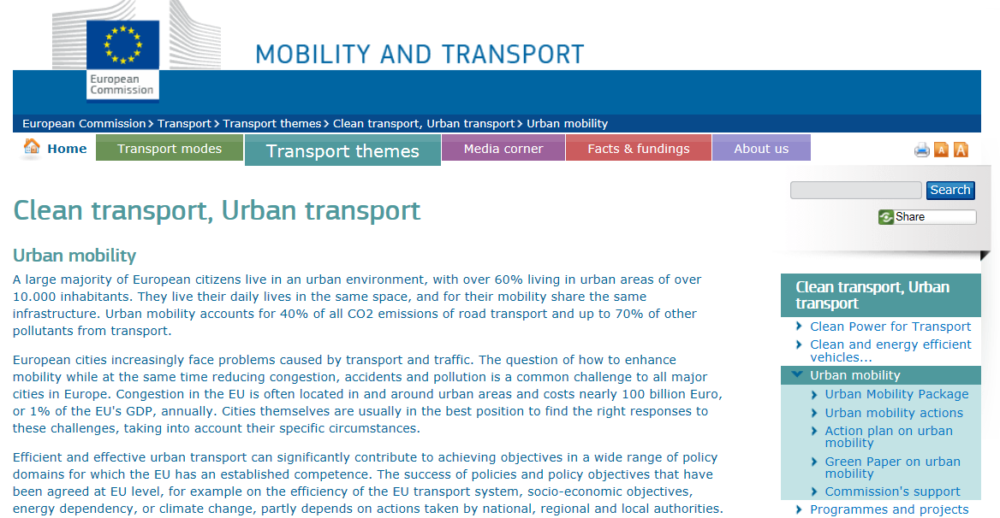 European
Commission
MOBILITY AND TRANSPORT
European Commission > Transport > Transport themes > Clean transport, Urban transport > Urban mobility
Home
Transport modes
Transport themes
Media corner
Facts & fundings
About us
A
A
Search
Share
Clean transport, Urban transport
Urban mobility
A large majority of European citizens live in an urban environment, with over 60% living in urban areas of over
10.000 inhabitants. They live their daily lives in the same space, and for their mobility share the same
infrastructure. Urban mobility accounts for 40% of all CO2 emissions of road transport and up to 70% of other
pollutants from transport.
European cities increasingly face problems caused by transport and traffic. The question of how to enhance
mobility while at the same time reducing congestion, accidents and pollution is a common challenge to all major
cities in Europe. Congestion in the EU is often located in and around urban areas and costs nearly 100 billion Euro,
or 1% of the EU's GDP, annually. Cities themselves are usually in the best position to find the right responses to
these challenges, taking into account their specific circumstances.
Efficient and effective urban transport can significantly contribute to achieving objectives in a wide range of policy
domains for which the EU has an established competence. The success of policies and policy objectives that have
been agreed at EU level, for example on the efficiency of the EU transport system, socio-economic objectives,
energy dependency, or climate change, partly depends on actions taken by national, regional and local authorities.
Clean transport, Urban
transport
Clean Power for Transport
Clean and energy efficient
vehicles...
Urban mobility
Urban Mobility Package
Urban mobility actions
Action plan on urban
mobility
Green Paper on urban
mobility
Commission's support
Programmes and projects